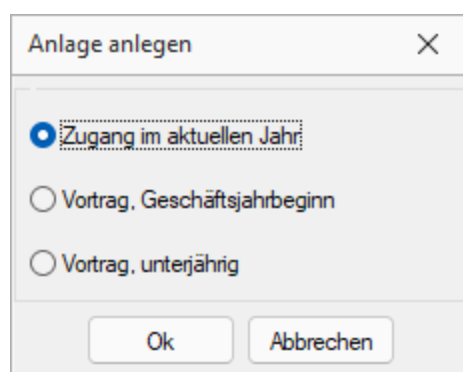 Anlage anlegen
Zugang im aktuellen Jahr
Vortrag, Geschäftsjahrbeginn
Vortrag, unterjährig
Ok Abbrechen